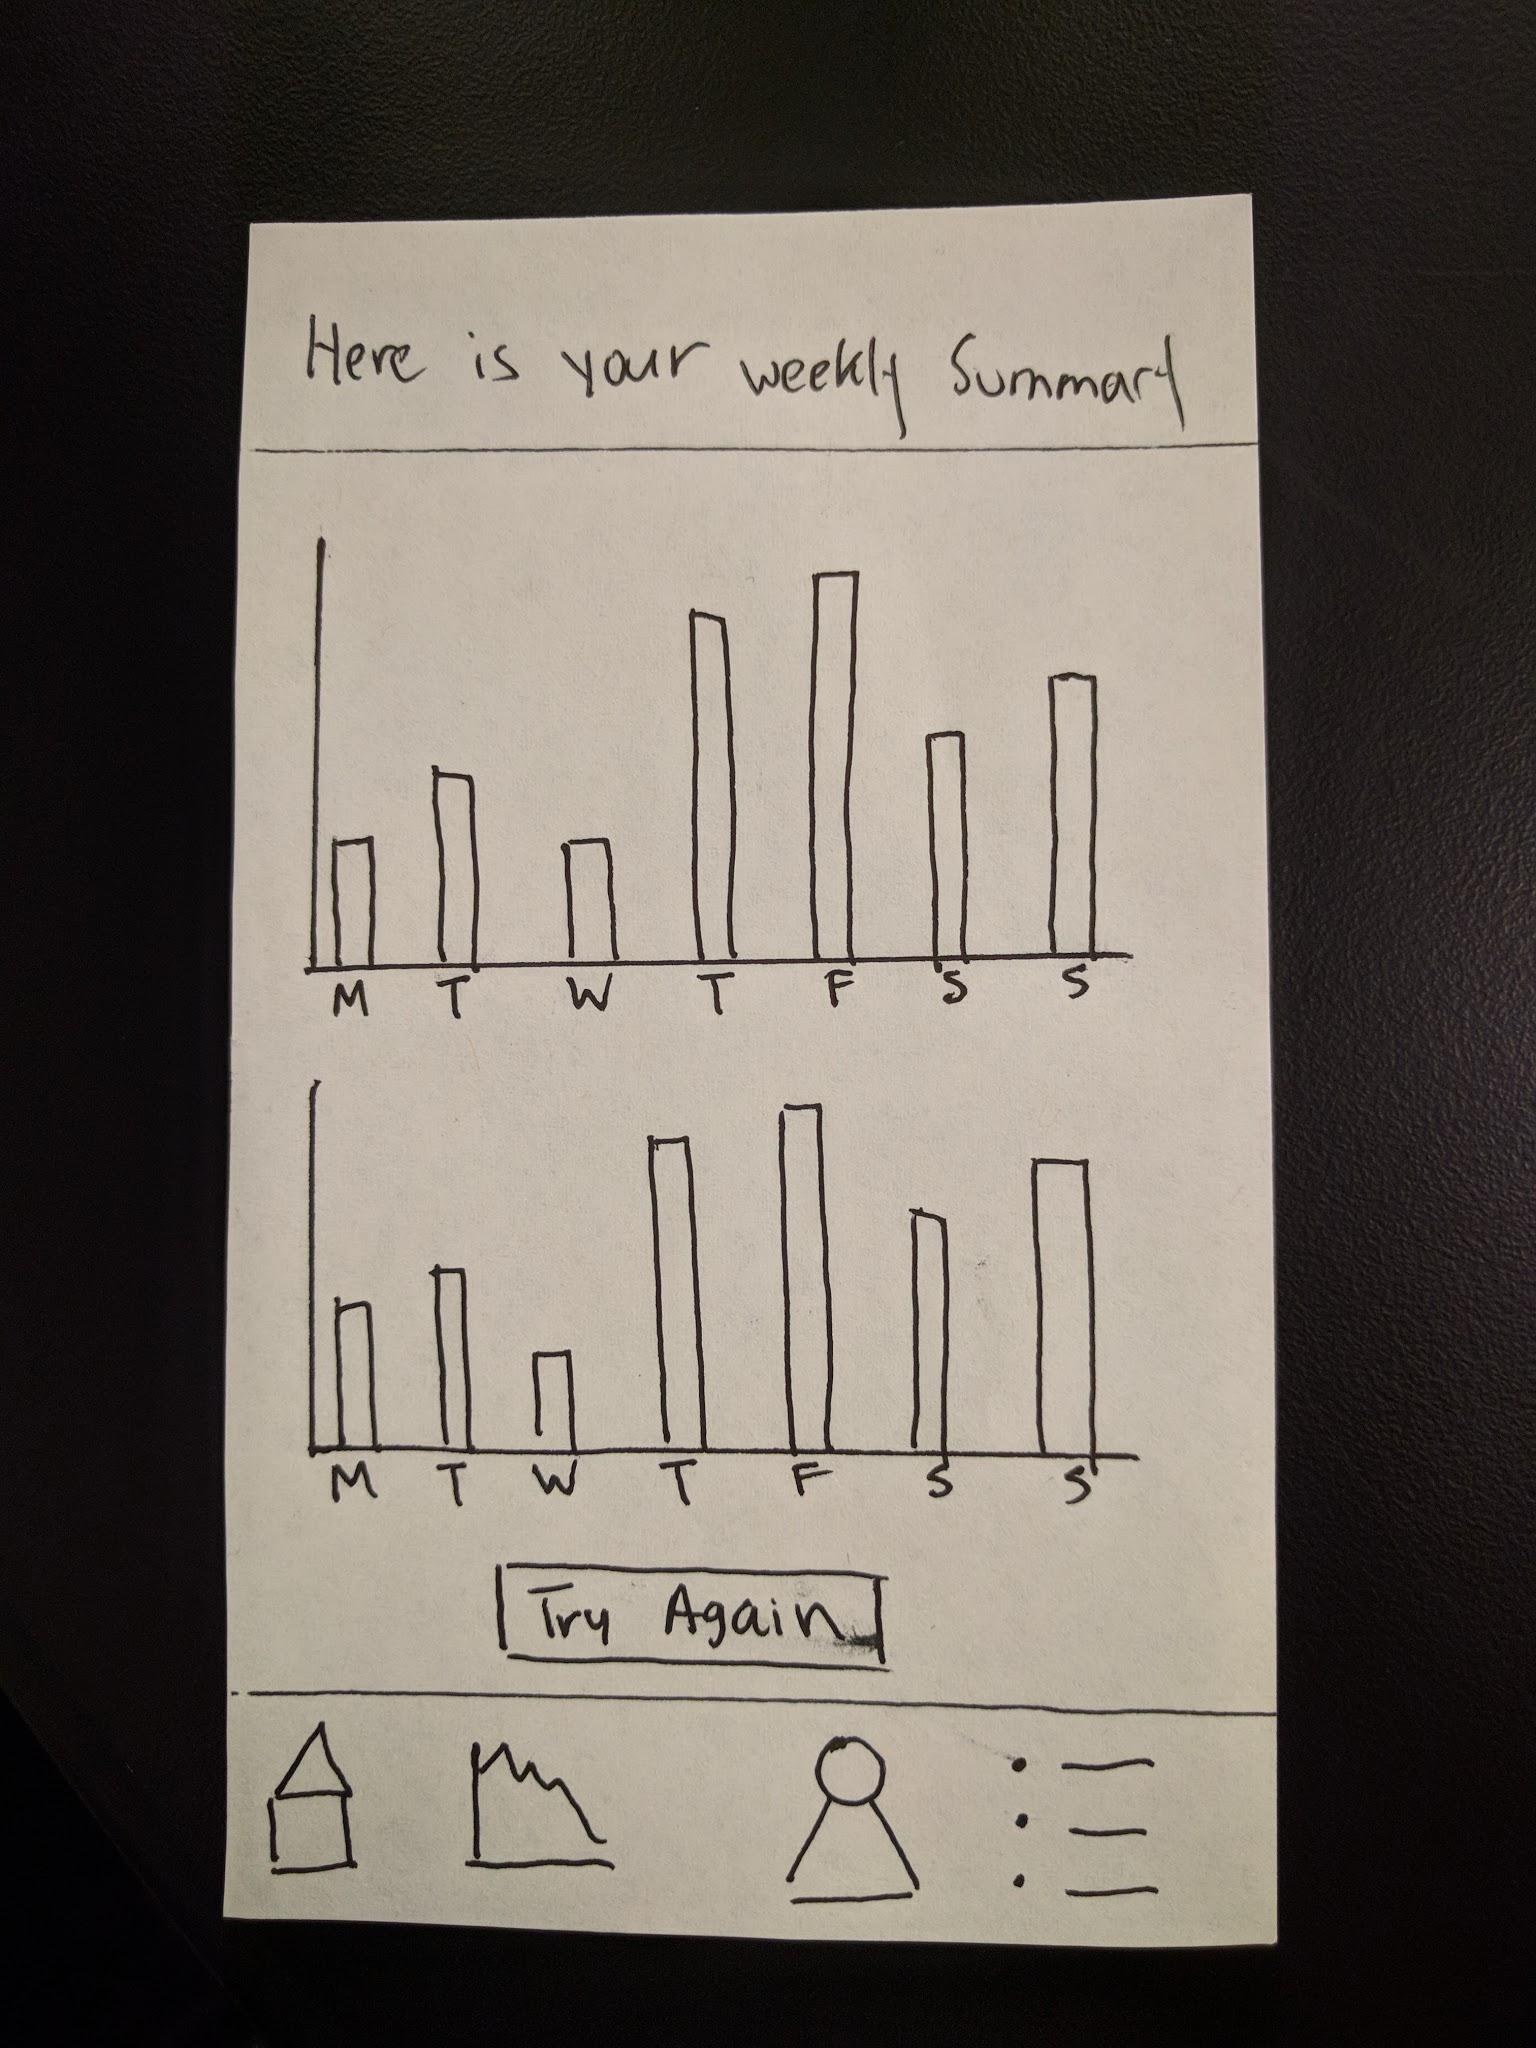 Here is your weekly Summary
M T W T F S S
M T W T F S S
Try Again